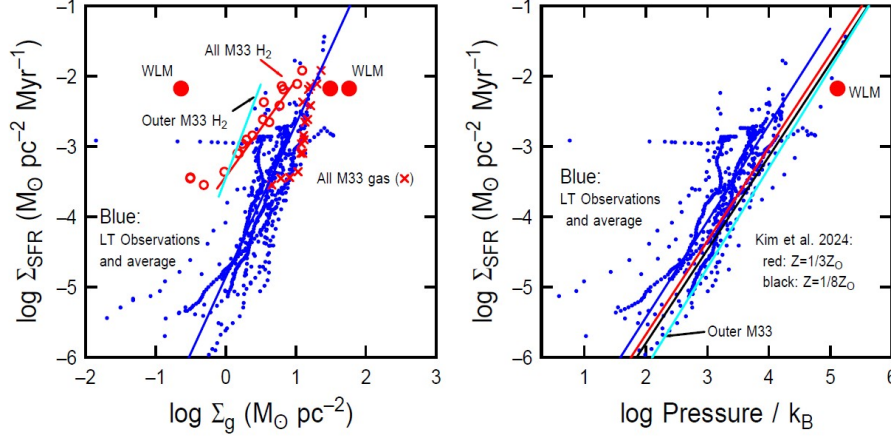 log Σ_SFR (M_⊙ pc⁻² Myr⁻¹)
−1
−2
−3
−4
−5
−6
−2
−1
0
1
2
3
log Σ_g (M_⊙ pc⁻²)
All M33 H₂
WLM
WLM
Outer M33 H₂
All M33 gas (×)
Blue:
LT Observations
and average
log Σ_SFR (M_⊙ pc⁻² Myr⁻¹)
−1
−2
−3
−4
−5
−6
1
2
3
4
5
6
log Pressure / k_B
WLM
Blue:
LT Observations
and average
Kim et al. 2024:
red: Z=1/3Z_O
black: Z=1/8Z_O
Outer M33